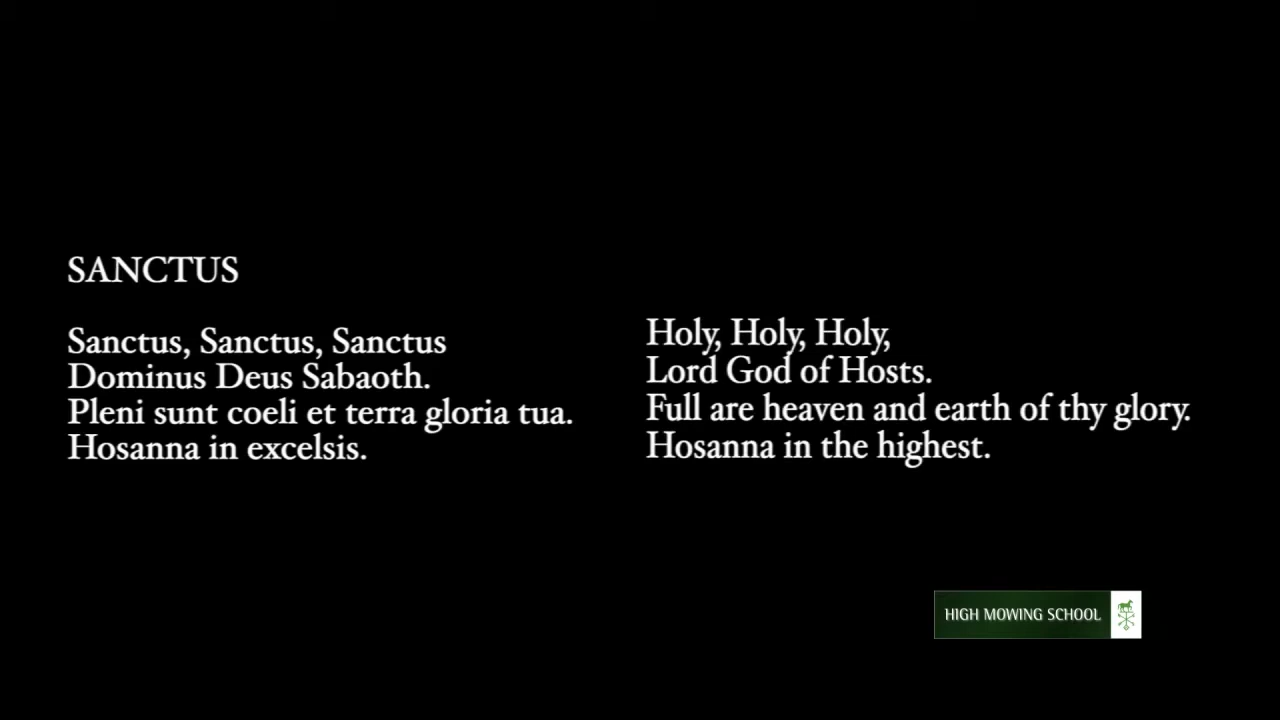 SANCTUS
Sanctus, Sanctus, Sanctus
Dominus Deus Sabaoth.
Pleni sunt coeli et terra gloria tua.
Hosanna in excelsis.
Holy, Holy, Holy,
Lord God of Hosts.
Full are heaven and earth of thy glory.
Hosanna in the highest.
HIGH MOWING SCHOOL